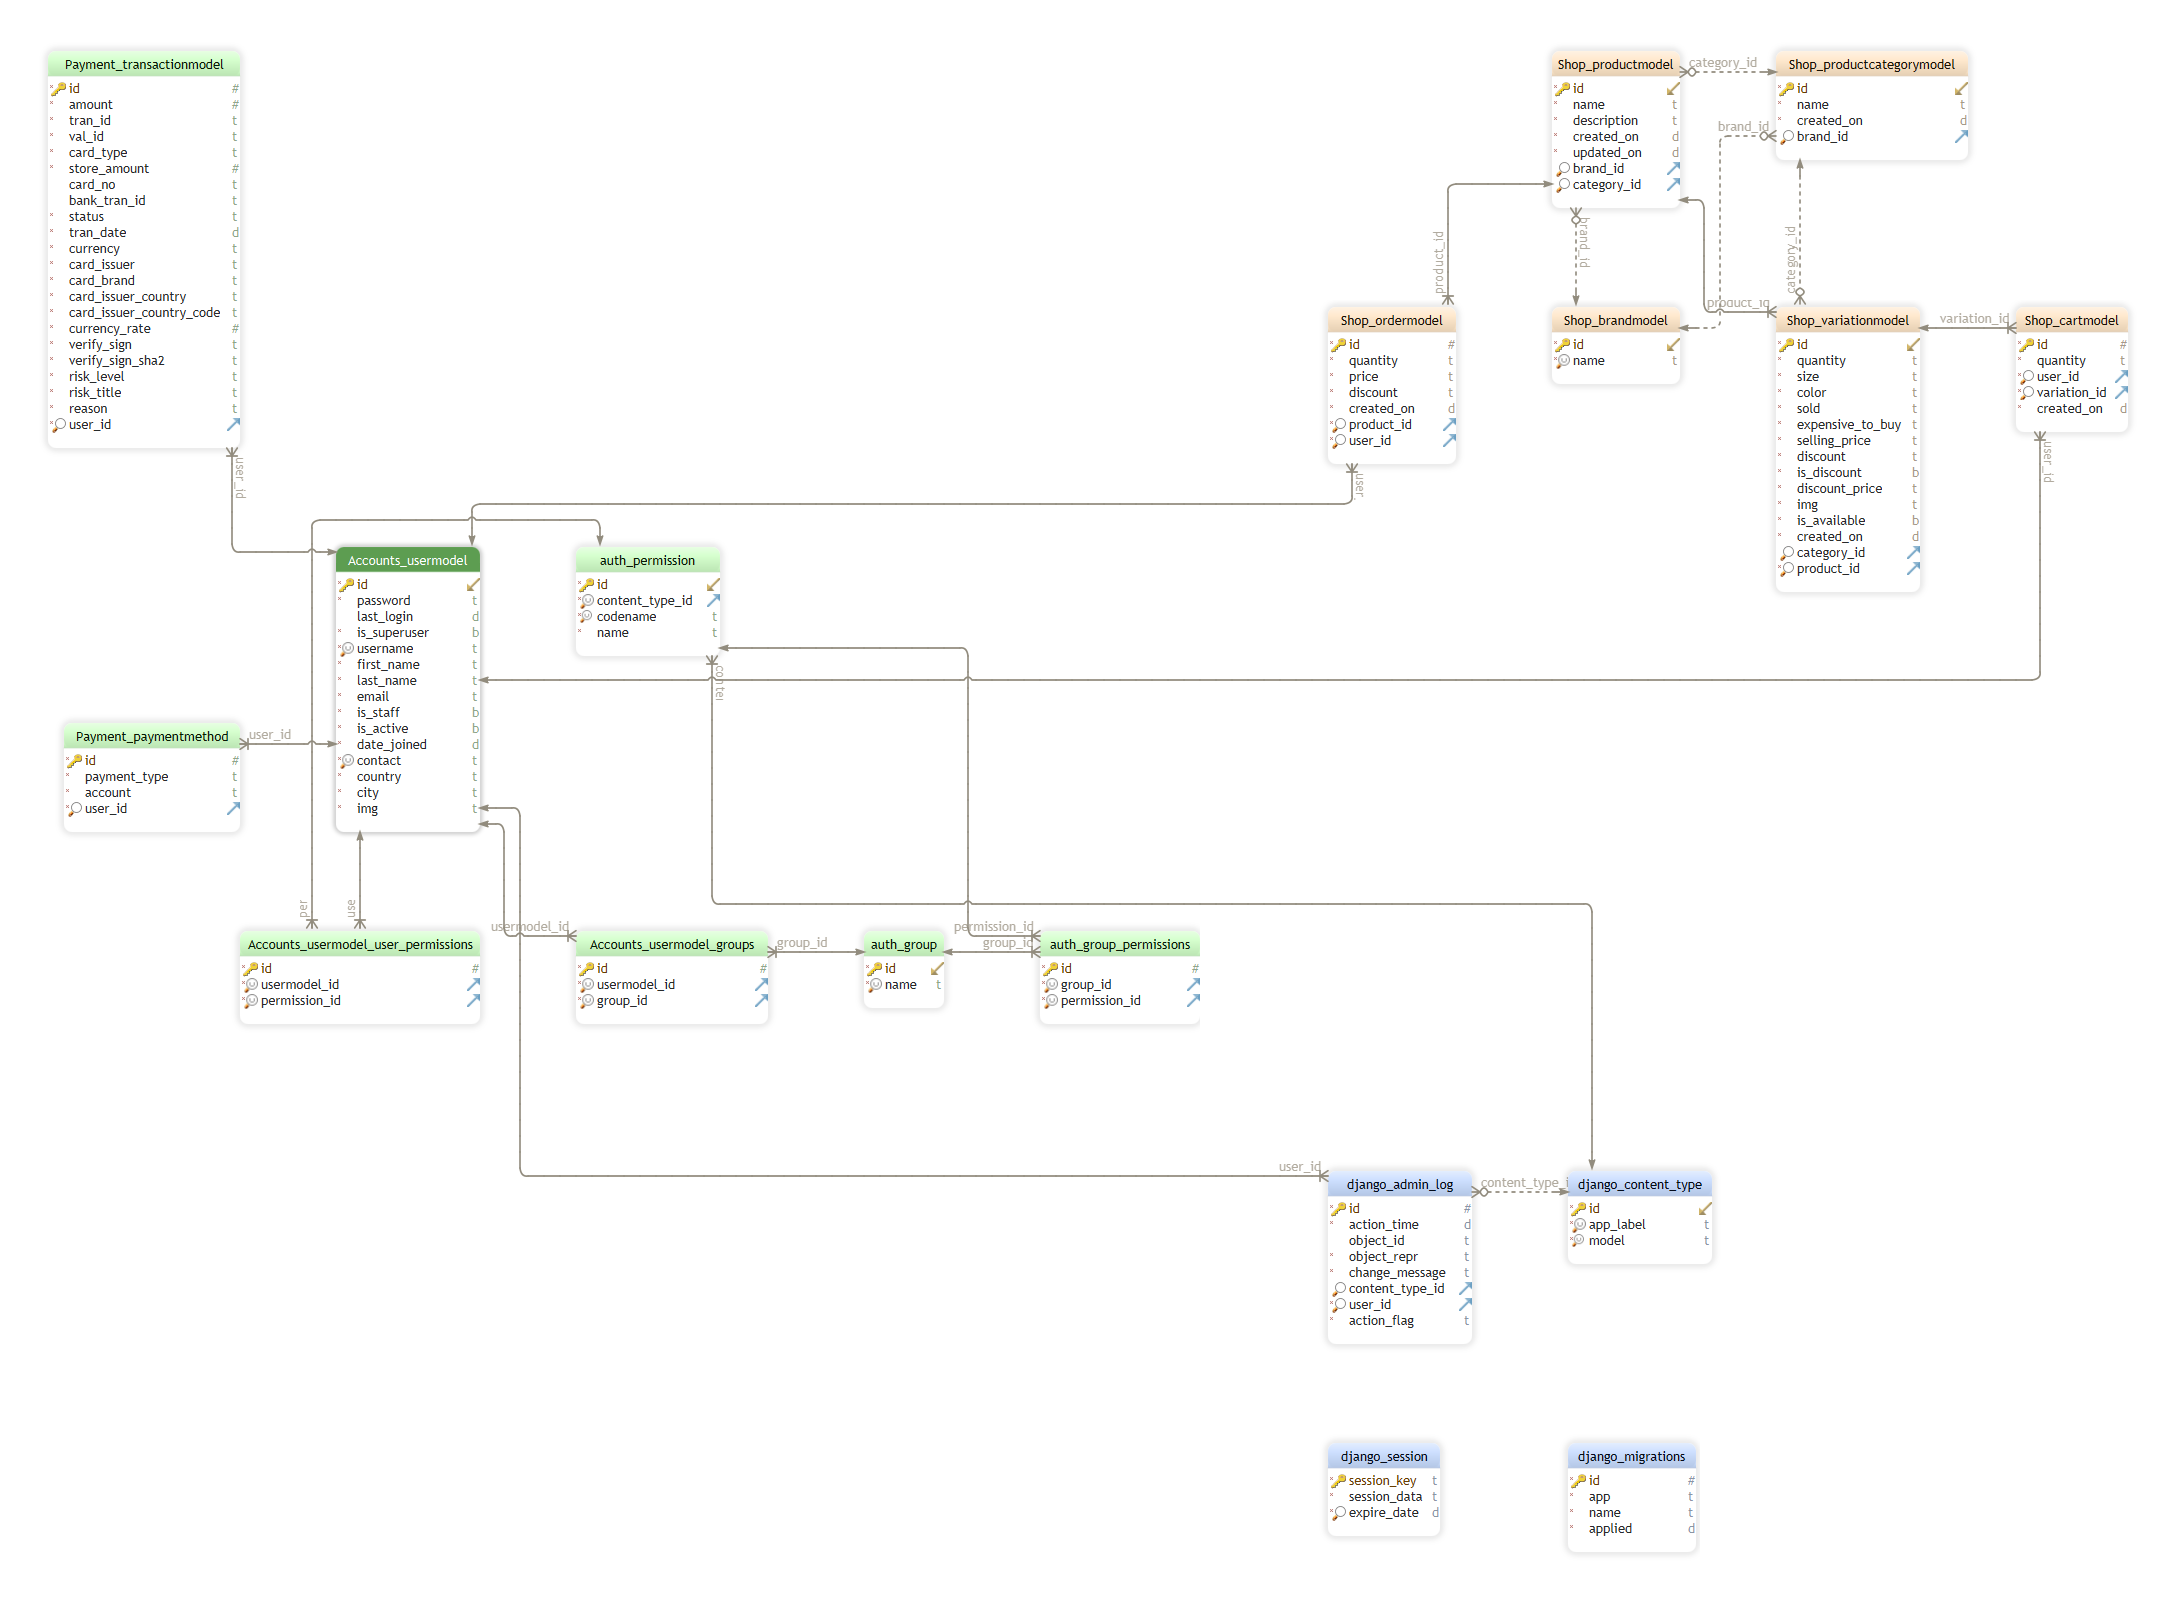 Payment_transactionmodel
id #
amount #
tran_id t
val_id t
card_type t
store_amount #
card_no t
bank_tran_id t
status t
tran_date d
currency t
card_issuer t
card_brand t
card_issuer_country t
card_issuer_country_code t
currency_rate #
verify_sign t
verify_sign_sha2 t
risk_level t
risk_title t
reason t
user_id
user_id
Shop_productmodel
id
name t
description t
created_on d
updated_on d
brand_id
category_id
category_id
Shop_productcategorymodel
id
name t
created_on d
brand_id
brand_id
brand_id
category_id
product_id
product_id
Shop_ordermodel
id #
quantity t
price t
discount t
created_on d
product_id
user_id
user
Shop_brandmodel
id
name t
Shop_variationmodel
id
quantity t
size t
color t
sold t
expensive_to_buy t
selling_price t
discount t
is_discount b
discount_price t
img t
is_available b
created_on d
category_id
product_id
variation_id
Shop_cartmodel
id #
quantity t
user_id
variation_id
created_on d
user_id
Accounts_usermodel
id
password t
last_login d
is_superuser b
username t
first_name t
last_name t
email t
is_staff b
is_active b
date_joined d
contact t
country t
city t
img t
auth_permission
id
content_type_id
codename t
name t
conte
Payment_paymentmethod
id #
payment_type t
account t
user_id
user_id
per
use
Accounts_usermodel_user_permissions
id #
usermodel_id
permission_id
usermodel_id
Accounts_usermodel_groups
id #
usermodel_id
group_id
group_id
auth_group
id
name t
permission_id
group_id
auth_group_permissions
id #
group_id
permission_id
user_id
django_admin_log
id #
action_time d
object_id t
object_repr t
change_message t
content_type_id
user_id
action_flag t
content_type_i
django_content_type
id
app_label t
model t
django_session
session_key t
session_data t
expire_date d
django_migrations
id #
app t
name t
applied d